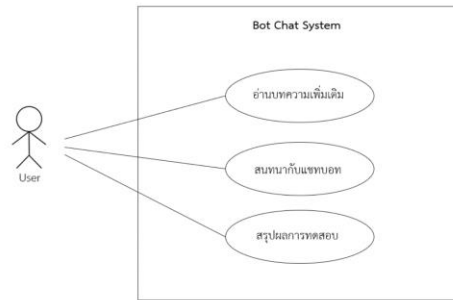 Bot Chat System
อ่านบทความเพิ่มเติม
สนทนากับแชทบอท
สรุปผลการทดสอบ
User